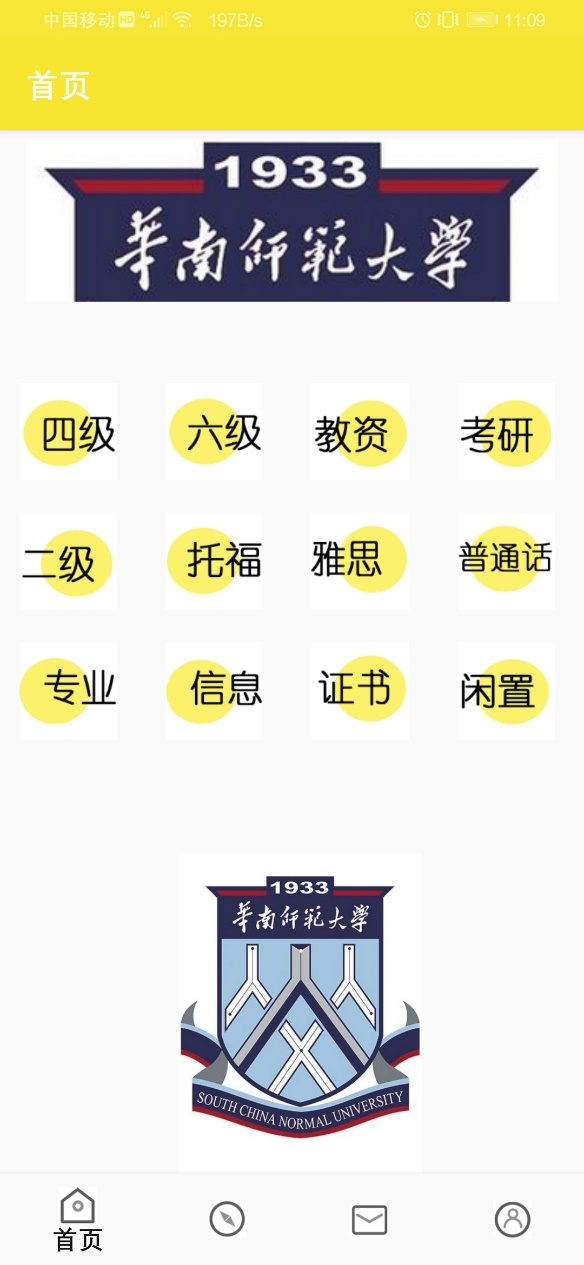 中国移动 HD 4G 197B/s 11:09
首页
1933
華南師範大學
四级 六级 教资 考研
二级 托福 雅思 普通话
专业 信息 证书 闲置
1933
華南師範大學
SOUTH CHINA NORMAL UNIVERSITY
首页